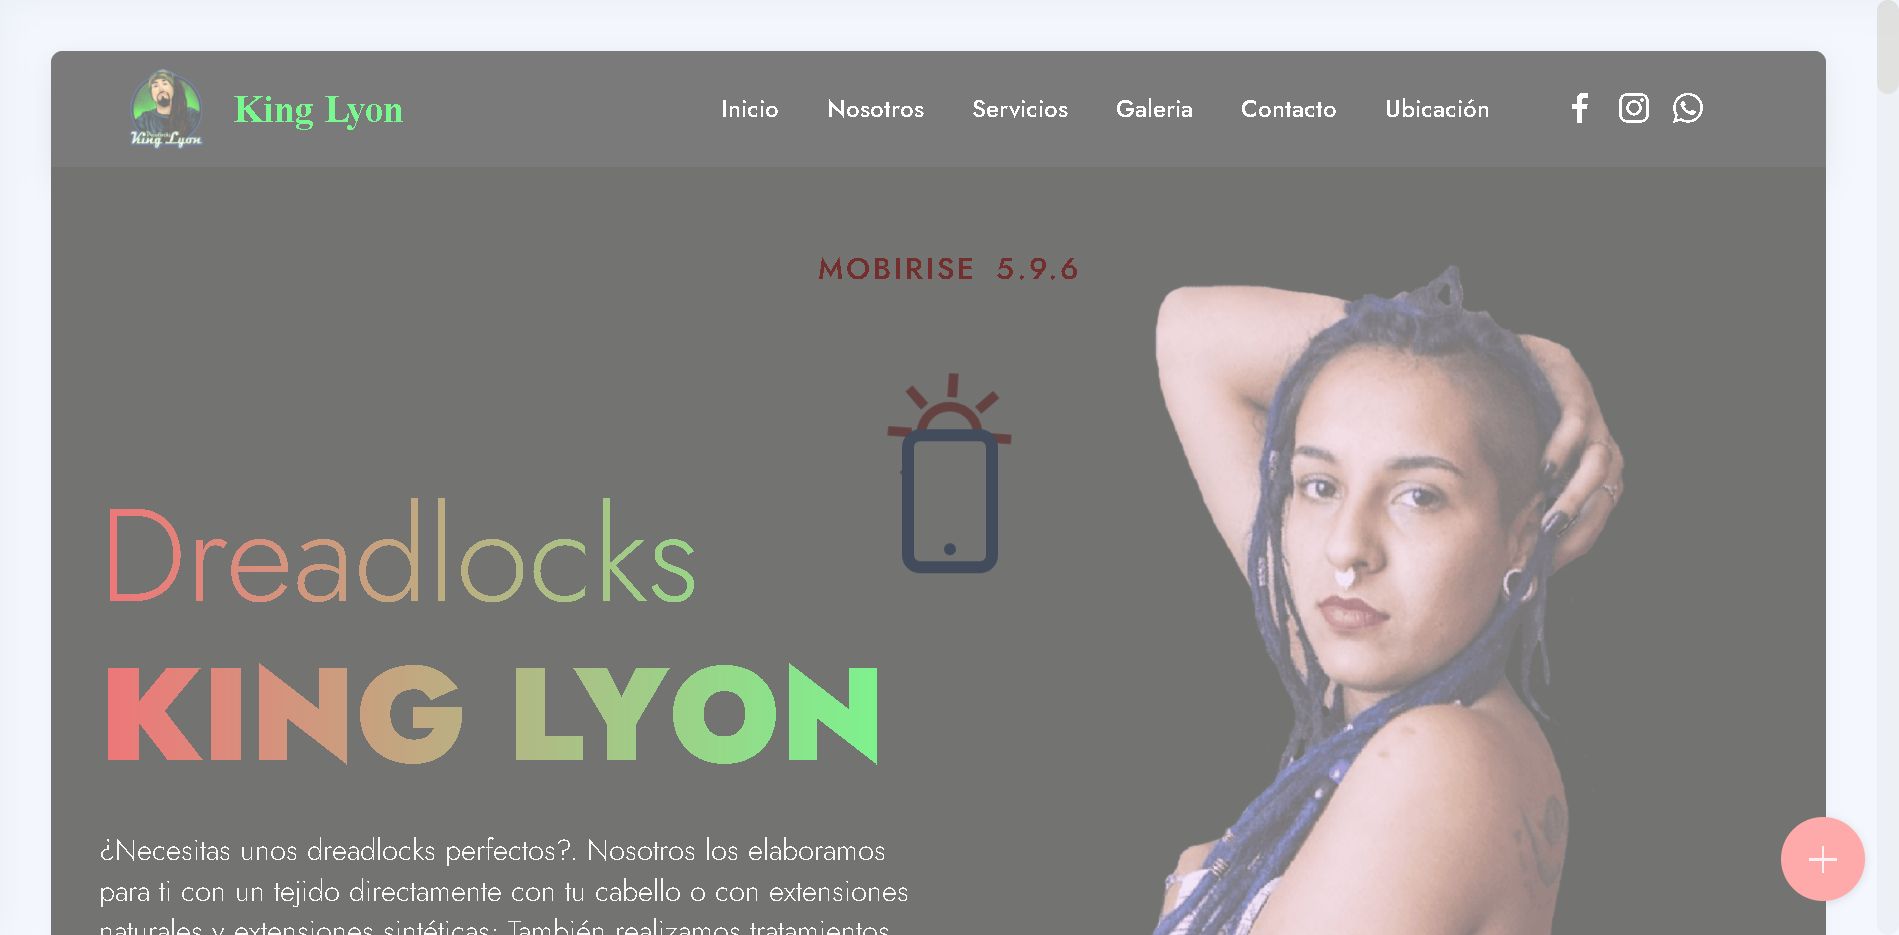 King Lyon
King Lyon
Inicio Nosotros Servicios Galeria Contacto Ubicación
MOBIRISE 5.9.6
Dreadlocks
KING LYON
¿Necesitas unos dreadlocks perfectos?. Nosotros los elaboramos
para ti con un tejido directamente con tu cabello o con extensiones
naturales y extensiones sintéticas; También realizamos tratamientos